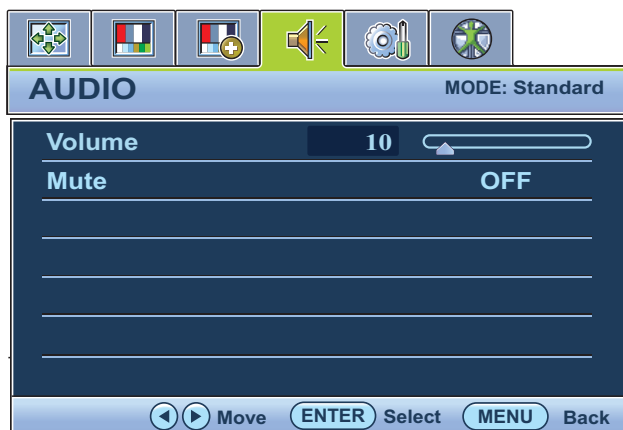 AUDIO MODE: Standard
Volume 10
Mute OFF
Move ENTER Select MENU Back